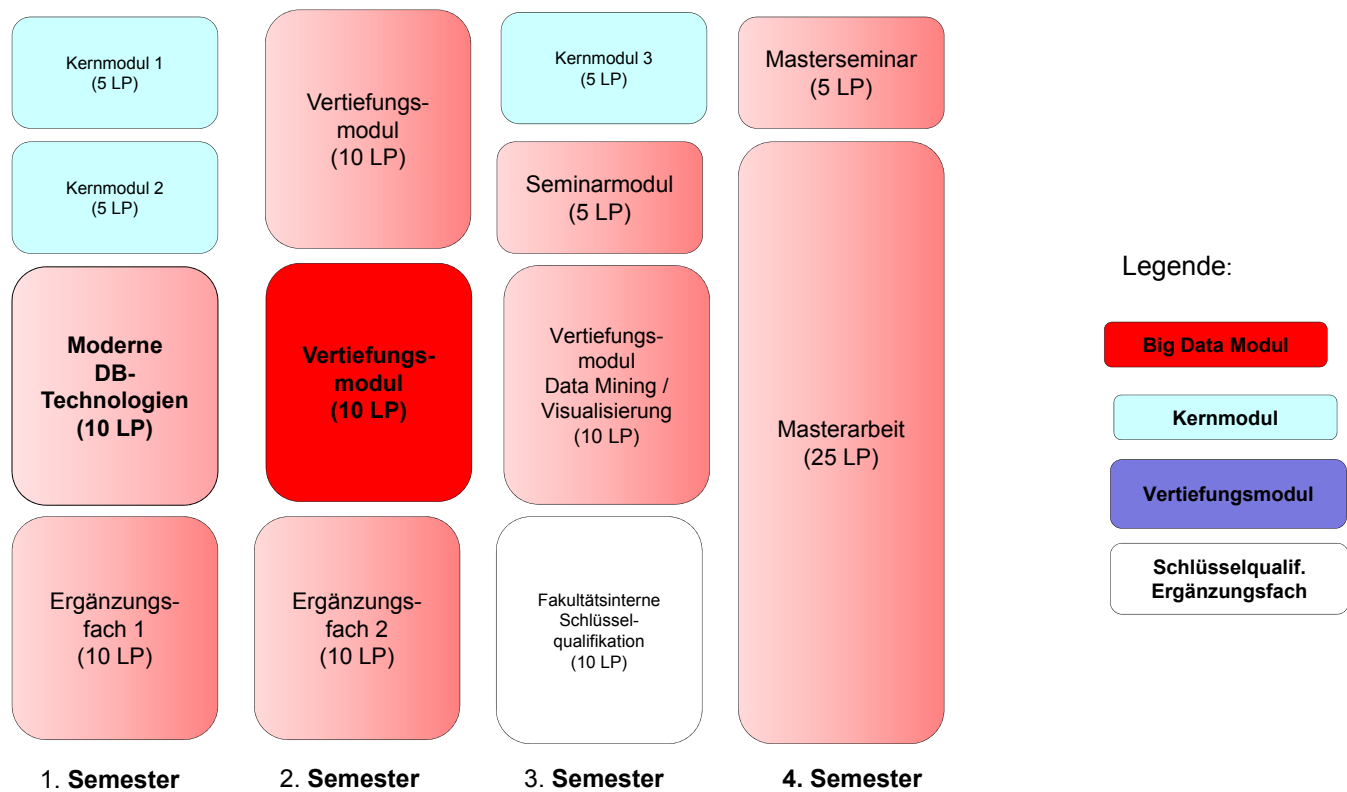 Kernmodul 1
(5 LP)
Kernmodul 2
(5 LP)
Moderne
DB-
Technologien
(10 LP)
Ergänzungs-
fach 1
(10 LP)
1. Semester
Vertiefungs-
modul
(10 LP)
Vertiefungs-
modul
(10 LP)
Ergänzungs-
fach 2
(10 LP)
2. Semester
Kernmodul 3
(5 LP)
Seminarmodul
(5 LP)
Vertiefungs-
modul
Data Mining /
Visualisierung
(10 LP)
Fakultätsinterne
Schlüssel-
qualifikation
(10 LP)
3. Semester
Masterseminar
(5 LP)
Masterarbeit
(25 LP)
4. Semester
Legende:
Big Data Modul
Kernmodul
Vertiefungsmodul
Schlüsselqualif.
Ergänzungsfach